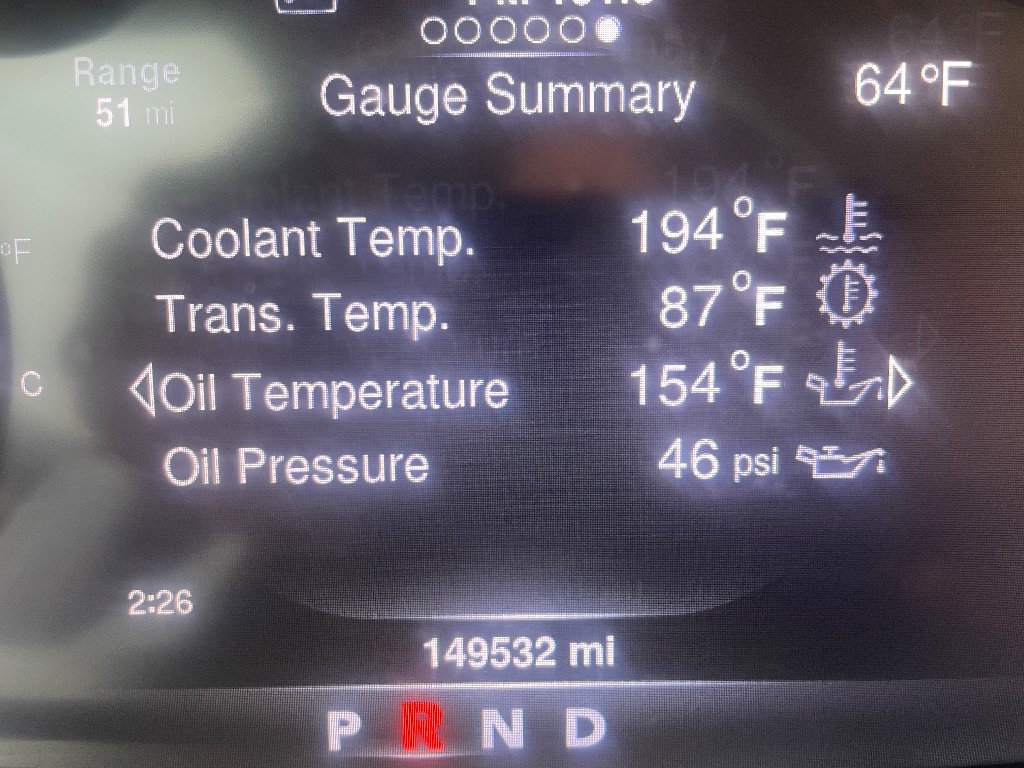 Range
51 mi
Gauge Summary
64°F
Coolant Temp. 194 °F
Trans. Temp. 87 °F
Oil Temperature 154 °F
Oil Pressure 46 psi
°F
C
2:26
149532 mi
P R N D